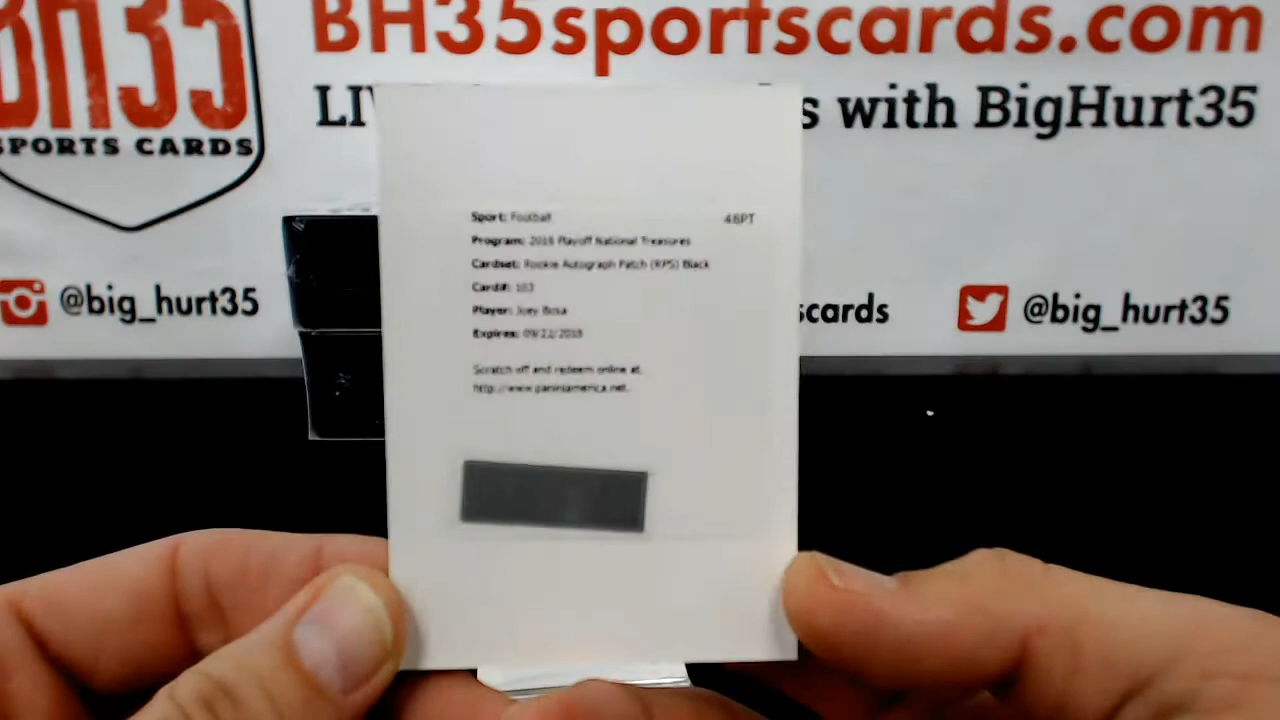 BH35
SPORTS CARDS
BH35sportscards.com
with BigHurt35
@big_hurt35
scards
@big_hurt35
Sport: Football
46PT
Program: 2016 Playoff National Treasures
Cardset: Rookie Autograph Patch (RPS) Black
Card#: 103
Player: Joey Bosa
Expires: 09/22/2018
Scratch off and redeem online at:
http://www.paniniamerica.net.